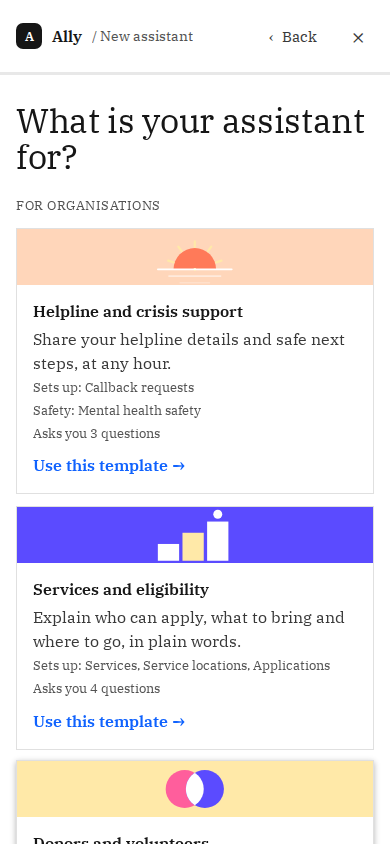 A Ally / New assistant ‹ Back ×
What is your assistant
for?
FOR ORGANISATIONS
Helpline and crisis support
Share your helpline details and safe next
steps, at any hour.
Sets up: Callback requests
Safety: Mental health safety
Asks you 3 questions
Use this template →
Services and eligibility
Explain who can apply, what to bring and
where to go, in plain words.
Sets up: Services, Service locations, Applications
Asks you 4 questions
Use this template →
Donors and volunteers